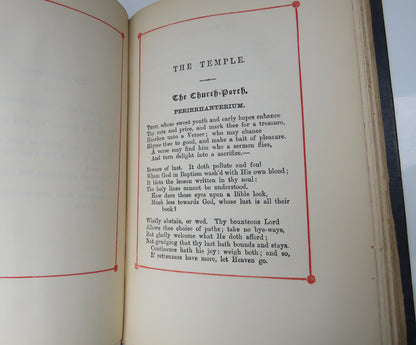 THE TEMPLE.
The Church-Porch.
PERIRRHANTERIUM.
THOU, whose sweet youth and early hopes enhance
Thy rate and price, and mark thee for a treasure,
Hearken unto a Verser; who may chance
Rhyme thee to good, and make a bait of pleasure.
A verse may find him who a sermon flies,
And turn delight into a sacrifice.—
Beware of lust. It doth pollute and foul
Whom God in Baptism wash'd with His own blood;
It blots the lesson written in thy soul:
The holy lines cannot be understood.
How dare those eyes upon a Bible look,
Much less towards God, whose lust is all their
book!
Wholly abstain, or wed. Thy bounteous Lord
Allows thee choice of paths; take no bye-ways,
But gladly welcome what He doth afford;
Not grudging that thy lust hath bounds and stays.
Continence hath his joy; weigh both; and so,
If rottenness have more, let Heaven go.